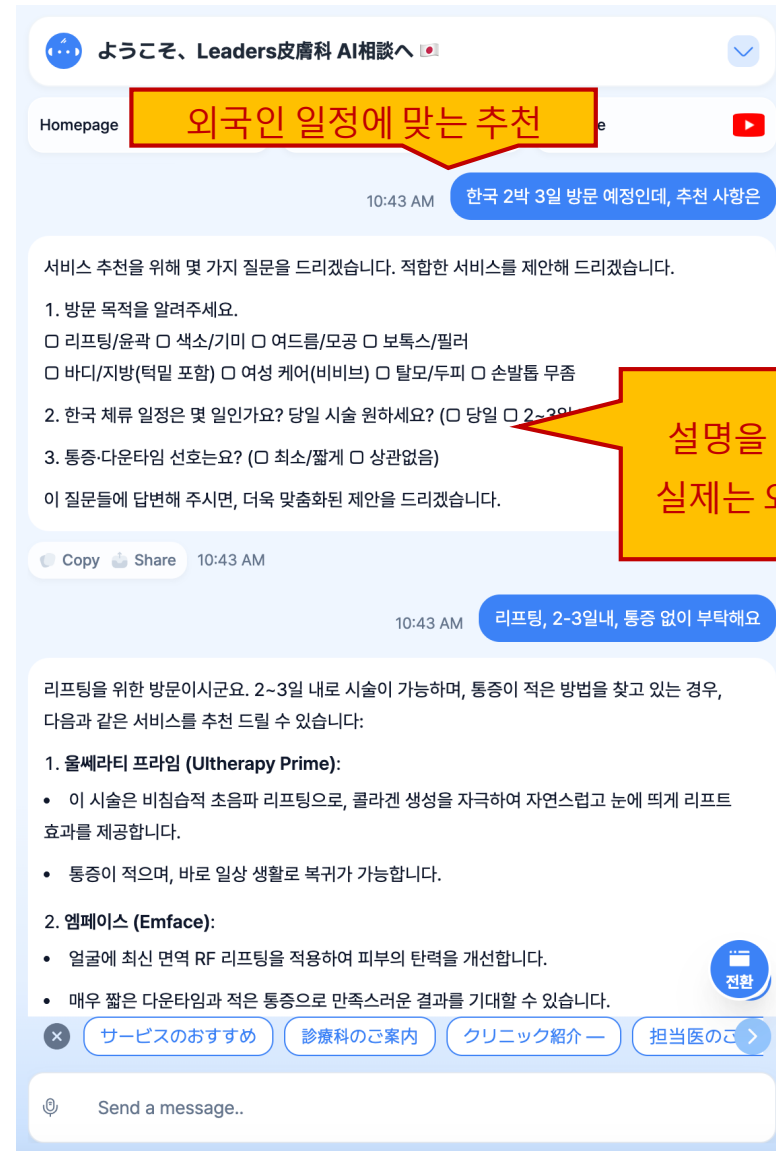 ようこそ、Leaders皮膚科 AI相談へ
Homepage
외국인 일정에 맞는 추천
10:43 AM
한국 2박 3일 방문 예정인데, 추천 사항은
서비스 추천을 위해 몇 가지 질문을 드리겠습니다. 적합한 서비스를 제안해 드리겠습니다.
1. 방문 목적을 알려주세요.
▢ 리프팅/윤곽 ▢ 색소/기미 ▢ 여드름/모공 ▢ 보톡스/필러
▢ 바디/지방(턱밑 포함) ▢ 여성 케어(비비브) ▢ 탈모/두피 ▢ 손발톱 무좀
2. 한국 체류 일정은 몇 일인가요? 당일 시술 원하세요? (▢ 당일 ▢ 2~3일
설명을
3. 통증·다운타임 선호는요? (▢ 최소/짧게 ▢ 상관없음)
실제는
이 질문들에 답변해 주시면, 더욱 맞춤화된 제안을 드리겠습니다.
Copy Share 10:43 AM
10:43 AM
리프팅, 2-3일내, 통증 없이 부탁해요
리프팅을 위한 방문이시군요. 2~3일 내로 시술이 가능하며, 통증이 적은 방법을 찾고 있는 경우,
다음과 같은 서비스를 추천 드릴 수 있습니다:
1. 울쎄라티 프라임 (Ultherapy Prime):
• 이 시술은 비침습적 초음파 리프팅으로, 콜라겐 생성을 자극하여 자연스럽고 눈에 띄게 리프트
효과를 제공합니다.
• 통증이 적으며, 바로 일상 생활로 복귀가 가능합니다.
2. 엠페이스 (Emface):
• 얼굴에 최신 면역 RF 리프팅을 적용하여 피부의 탄력을 개선합니다.
• 매우 짧은 다운타임과 적은 통증으로 만족스러운 결과를 기대할 수 있습니다.
전환
サービスのおすすめ
診療科のご案内
クリニック紹介 —
担当医のご
Send a message..